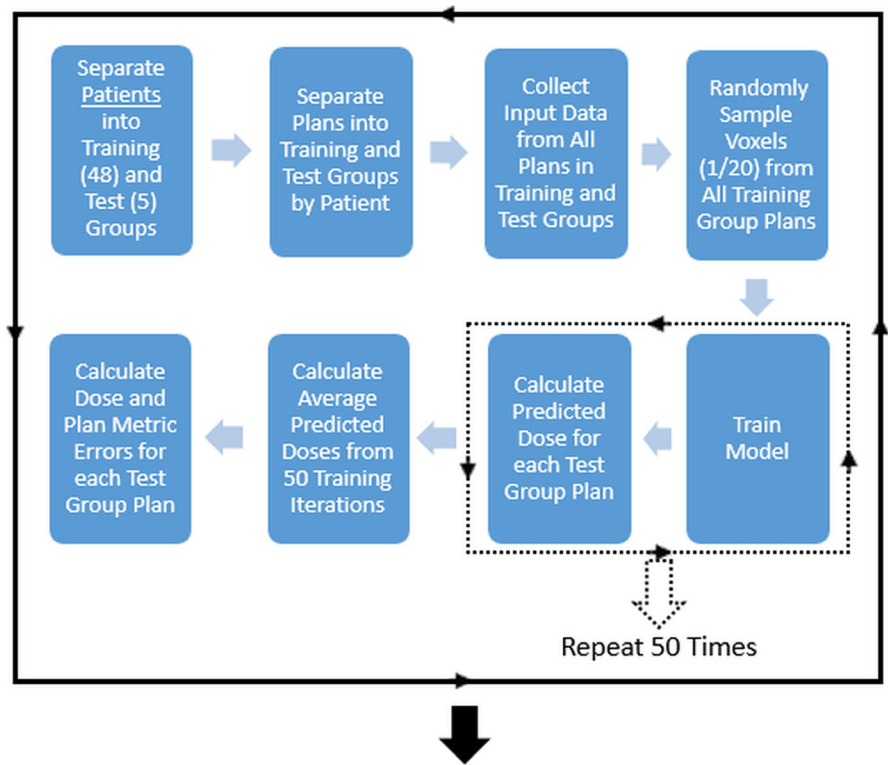 Separate
Patients
into
Training
(48) and
Test (5)
Groups
Separate
Plans into
Training and
Test Groups
by Patient
Collect
Input Data
from All
Plans in
Training and
Test Groups
Randomly
Sample
Voxels
(1/20) from
All Training
Group Plans
Train
Model
Calculate
Predicted
Dose for
each Test
Group Plan
Calculate
Average
Predicted
Doses from
50 Training
Iterations
Calculate
Dose and
Plan Metric
Errors for
each Test
Group Plan
Repeat 50 Times